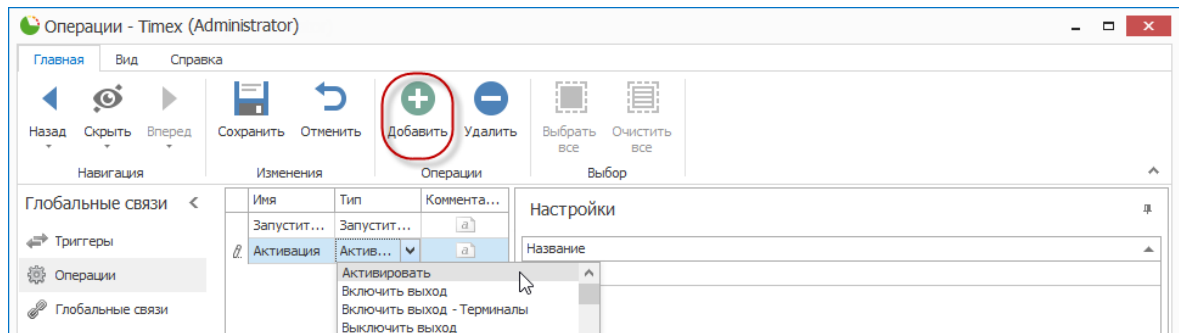 Операции - Timex (Administrator)
Главная Вид Справка
Назад Скрыть Вперед Сохранить Отменить Добавить Удалить Выбрать все Очистить все
Навигация Изменения Операции Выбор
Глобальные связи
Имя Тип Коммента... Настройки
Запустит... Запустит... a
Триггеры
Активация Актив... a Название
Операции
Активировать
Включить выход
Глобальные связи
Включить выход - Терминалы
Выключить выход